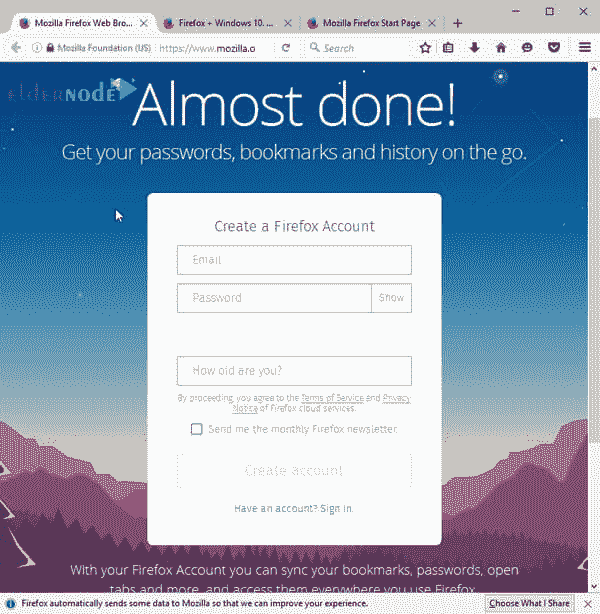 Mozilla Firefox Web Bro...
Firefox + Windows 10. ...
Mozilla Firefox Start Page
Mozilla Foundation (US)
https://www.mozilla.o
Search
elderNODE
Almost done!
Get your passwords, bookmarks and history on the go.
Create a Firefox Account
Email
Password
Show
How old are you?
By proceeding, you agree to the Terms of Service and Privacy
Notice of Firefox cloud services.
Send me the monthly Firefox newsletter
Create account
Have an account? Sign in.
With your Firefox Account you can sync your bookmarks, passwords, open
tabs and more, and access them everywhere you use Firefox.
Firefox automatically sends some data to Mozilla so that we can improve your experience.
Choose What I Share